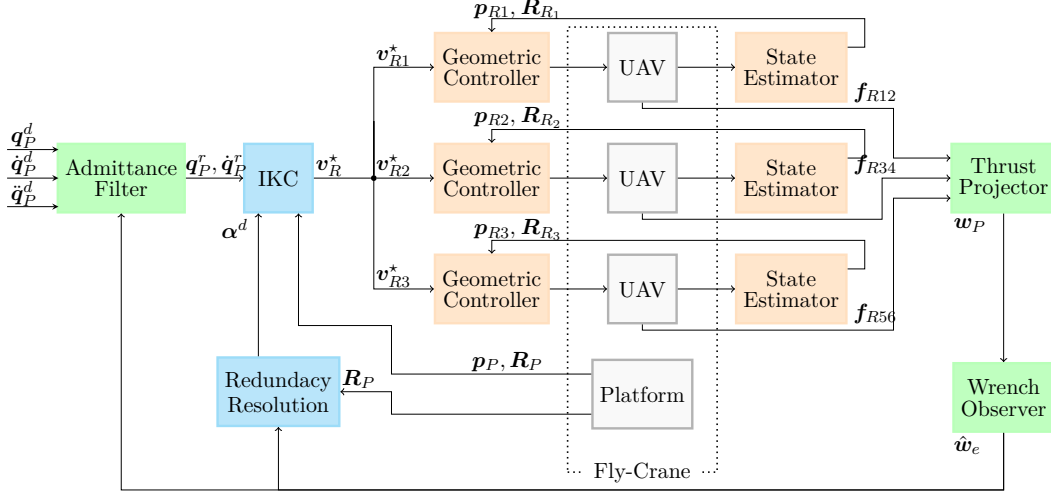 p_{R1}, R_{R_1}
Geometric
Controller
UAV
State
Estimator
v^⋆_{R1}
f_{R12}
p_{R2}, R_{R_2}
q^d_P
q̇^d_P
q̈^d_P
Admittance
Filter
q^r_P, q̇^r_P
IKC
v^⋆_R
v^⋆_{R2}
Geometric
Controller
UAV
State
Estimator
f_{R34}
Thrust
Projector
α^d
p_{R3}, R_{R_3}
w_P
v^⋆_{R3}
Geometric
Controller
UAV
State
Estimator
f_{R56}
p_P, R_P
Redundacy
Resolution
R_P
Platform
Wrench
Observer
ŵ_e
Fly-Crane